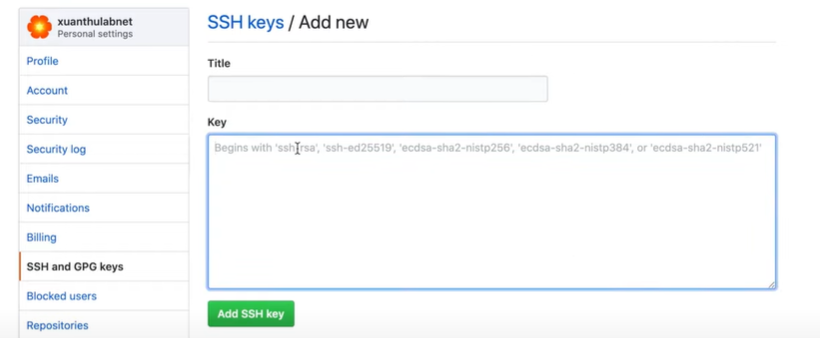 xuanthulabnet
Personal settings
Profile
Account
Security
Security log
Emails
Notifications
Billing
SSH and GPG keys
Blocked users
Repositories
SSH keys / Add new
Title
Key
Begins with 'ssh-rsa', 'ssh-ed25519', 'ecdsa-sha2-nistp256', 'ecdsa-sha2-nistp384', or 'ecdsa-sha2-nistp521'
Add SSH key